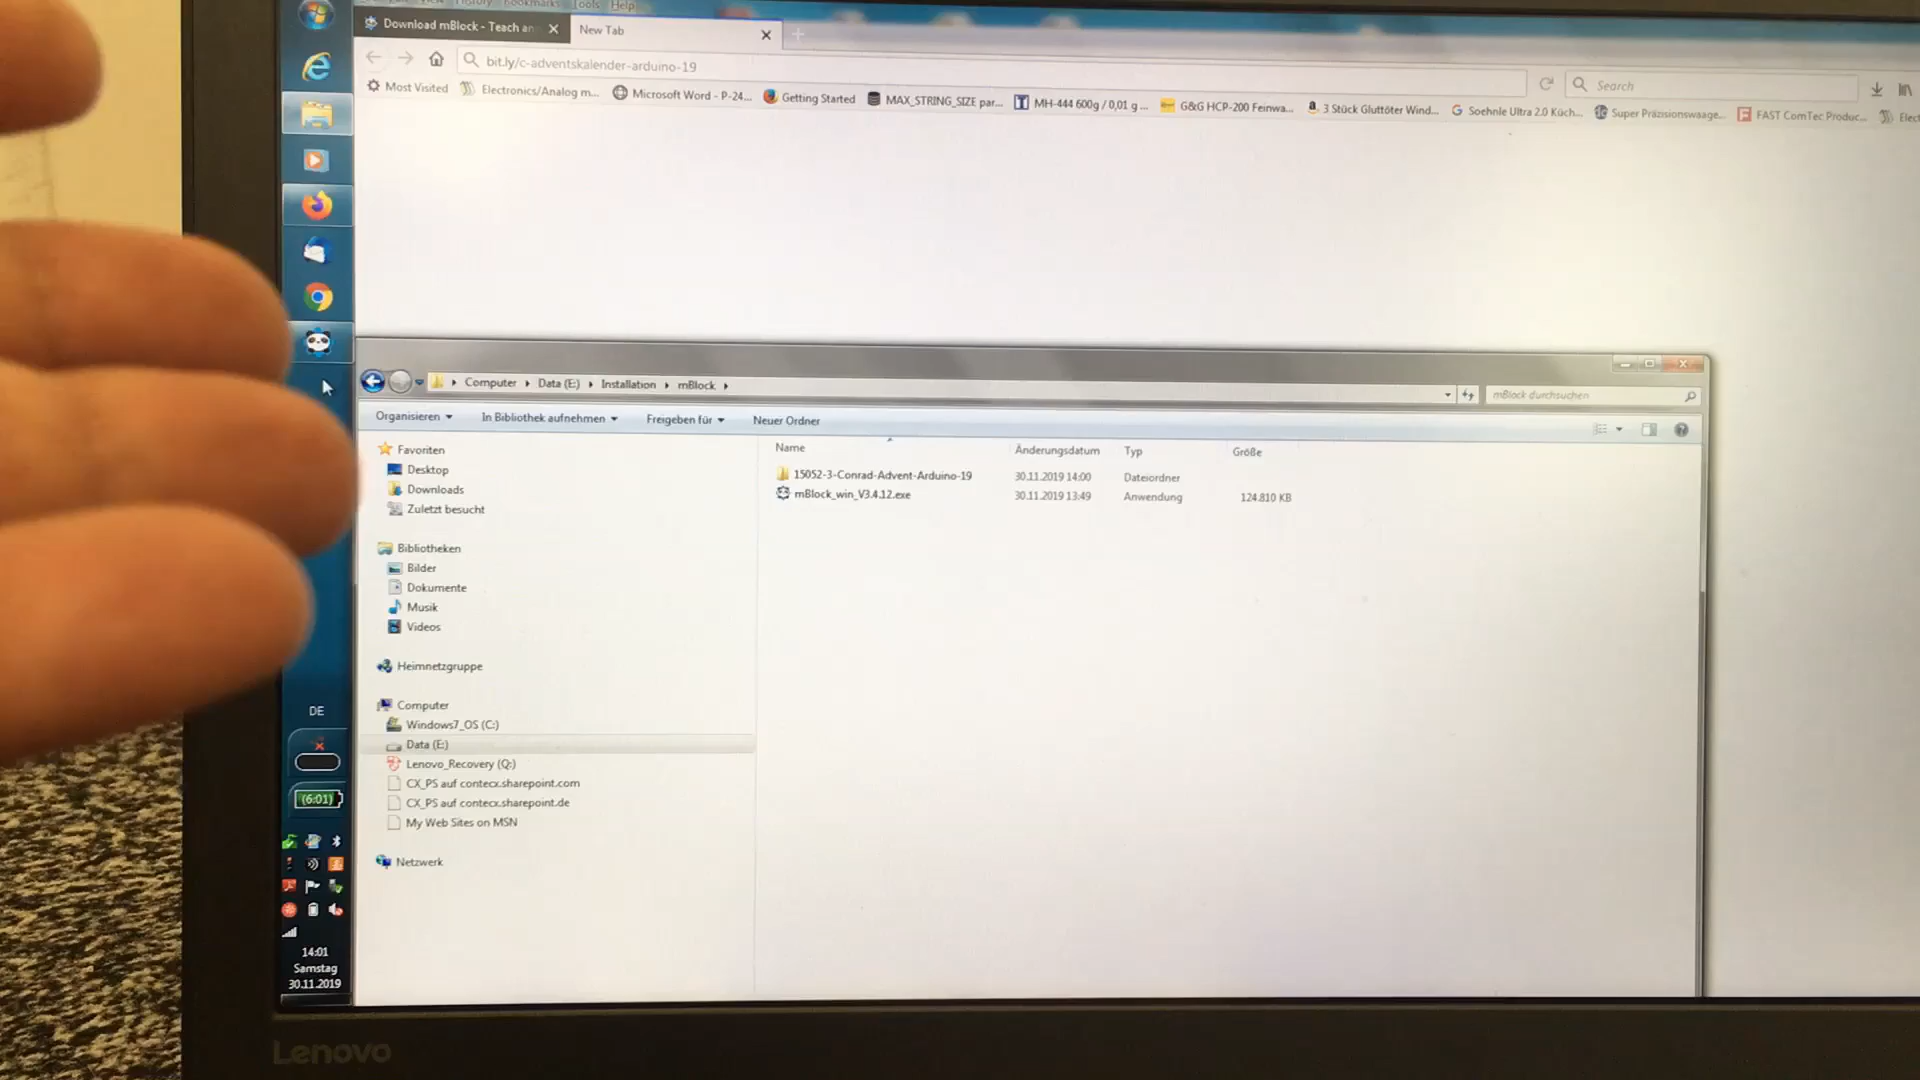 History Bookmarks Tools Help
Download mBlock - Teach an
New Tab
bit.ly/c-adventskalender-arduino-19
Search
Most Visited
Electronics/Analog m...
Microsoft Word - P-24...
Getting Started
MAX_STRING_SIZE par...
MH-444 600g / 0,01 g ...
G&G HCP-200 Feinwa...
3 Stück Gluttöter Wind...
Soehnle Ultra 2.0 Küch...
Super Präzisionswaage...
FAST ComTec Produc...
Elect
Computer
Data (E:)
Installation
mBlock
mBlock durchsuchen
Organisieren
In Bibliothek aufnehmen
Freigeben für
Neuer Ordner
Name
Änderungsdatum
Typ
Größe
15052-3-Conrad-Advent-Arduino-19
30.11.2019 14:00
Dateiordner
mBlock_win_V3.4.12.exe
30.11.2019 13:49
Anwendung
124.810 KB
Favoriten
Desktop
Downloads
Zuletzt besucht
Bibliotheken
Bilder
Dokumente
Musik
Videos
Heimnetzgruppe
Computer
Windows7_OS (C:)
Data (E:)
Lenovo_Recovery (Q:)
CX_PS auf contecx.sharepoint.com
CX_PS auf contecx.sharepoint.de
My Web Sites on MSN
Netzwerk
DE
(6:01)
14:01
Samstag
30.11.2019
Lenovo